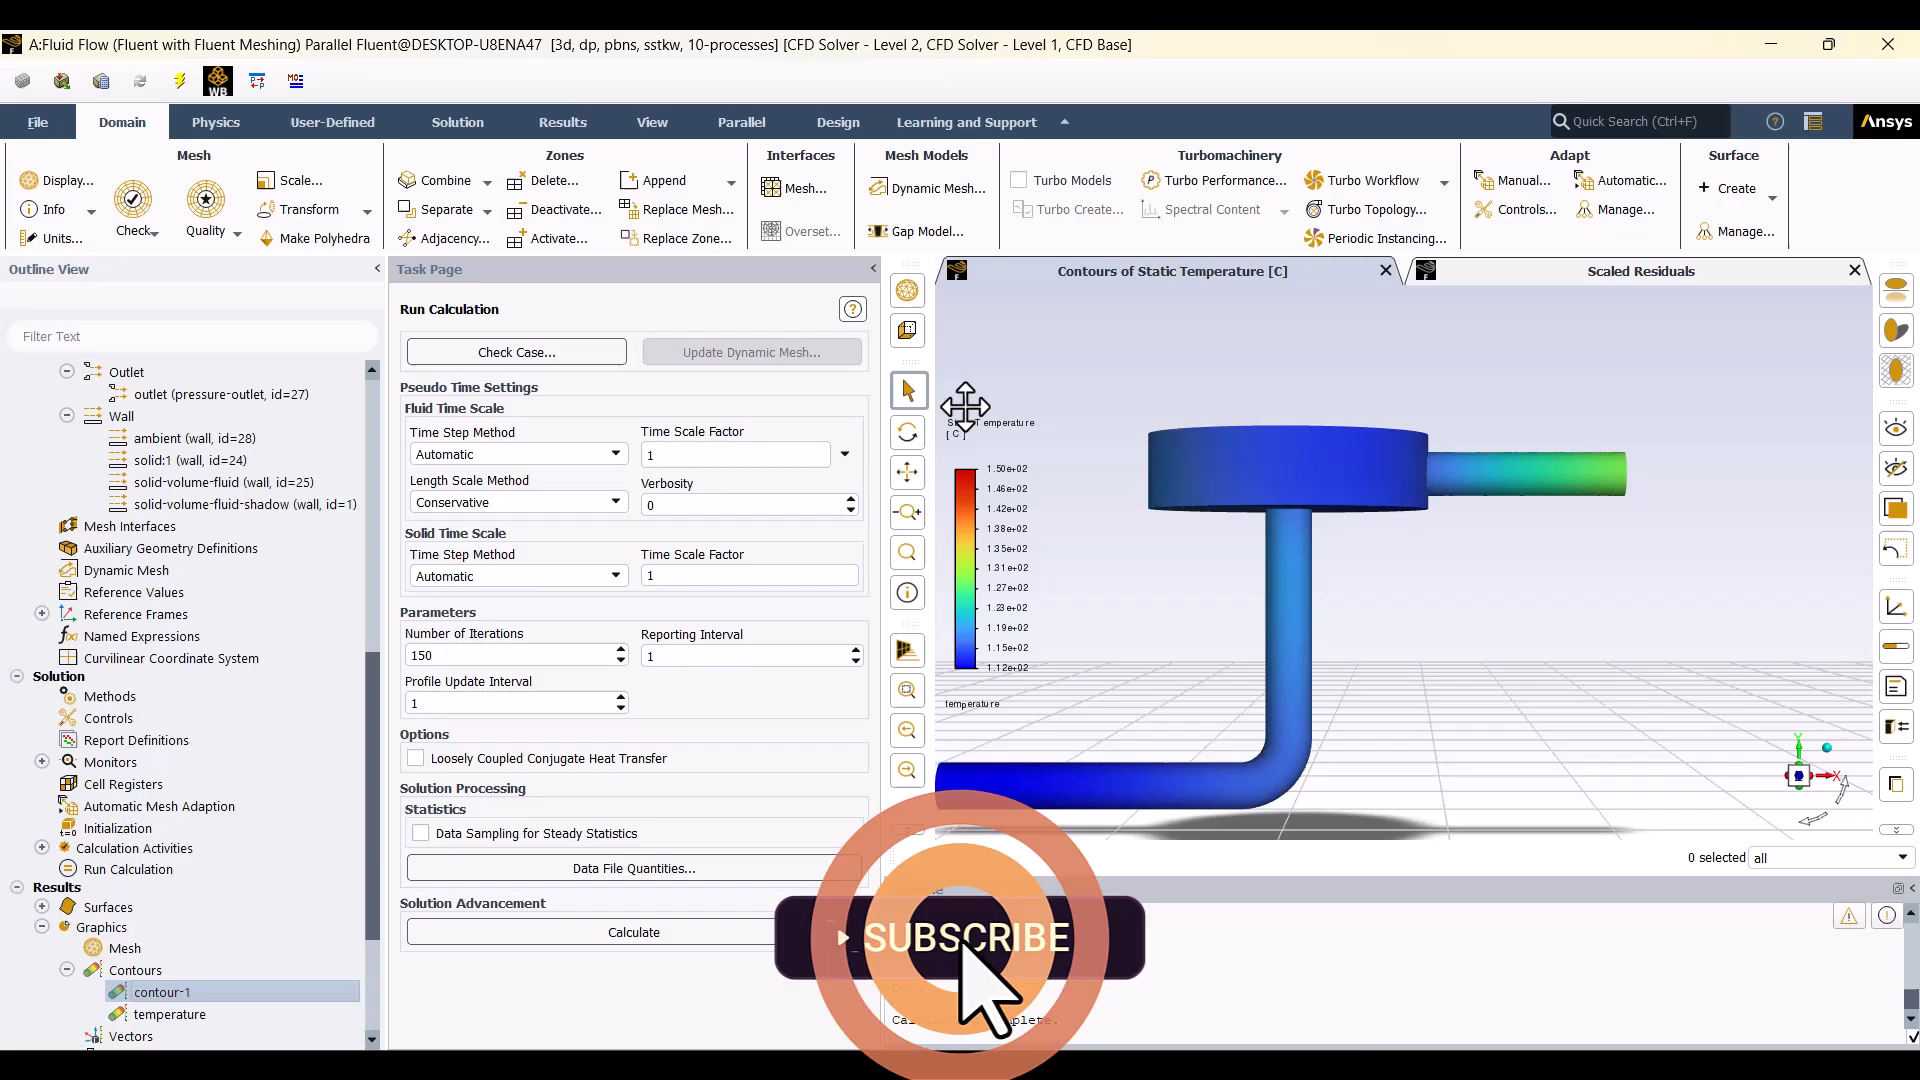 A:Fluid Flow (Fluent with Fluent Meshing) Parallel Fluent@DESKTOP-U8ENA47 [3d, dp, pbns, sstkw, 10-processes] [CFD Solver - Level 2, CFD Solver - Level 1, CFD Base]
WB
File Domain Physics User-Defined Solution Results View Parallel Design Learning and Support Quick Search (Ctrl+F) Ansys
Mesh Zones Interfaces Mesh Models Turbomachinery Adapt Surface
Display... Scale... Combine Delete... Append Mesh... Dynamic Mesh... Turbo Models Turbo Performance... Turbo Workflow Manual... Automatic... Create
Info Check Quality Transform Separate Deactivate... Replace Mesh... Overset... Gap Model... Turbo Create... Spectral Content Turbo Topology... Controls... Manage... Manage...
Units... Make Polyhedra Adjacency... Activate... Replace Zone... Periodic Instancing...
Outline View
Filter Text
Outlet
outlet (pressure-outlet, id=27)
Wall
ambient (wall, id=28)
solid:1 (wall, id=24)
solid-volume-fluid (wall, id=25)
solid-volume-fluid-shadow (wall, id=1)
Mesh Interfaces
Auxiliary Geometry Definitions
Dynamic Mesh
Reference Values
Reference Frames
Named Expressions
Curvilinear Coordinate System
Solution
Methods
Controls
Report Definitions
Monitors
Cell Registers
Automatic Mesh Adaption
Initialization
Calculation Activities
Run Calculation
Results
Surfaces
Graphics
Mesh
Contours
contour-1
temperature
Vectors
Task Page
Run Calculation
Check Case... Update Dynamic Mesh...
Pseudo Time Settings
Fluid Time Scale
Time Step Method Time Scale Factor
Automatic 1
Length Scale Method Verbosity
Conservative 0
Solid Time Scale
Time Step Method Time Scale Factor
Automatic 1
Parameters
Number of Iterations Reporting Interval
150 1
Profile Update Interval
1
Options
Loosely Coupled Conjugate Heat Transfer
Solution Processing
Statistics
Data Sampling for Steady Statistics
Data File Quantities...
Solution Advancement
Calculate
Contours of Static Temperature [C] Scaled Residuals
[ C ]
1.50e+02
1.46e+02
1.42e+02
1.38e+02
1.35e+02
1.31e+02
1.27e+02
1.23e+02
1.19e+02
1.15e+02
1.12e+02
temperature
Y
X
0 selected all
SUBSCRIBE